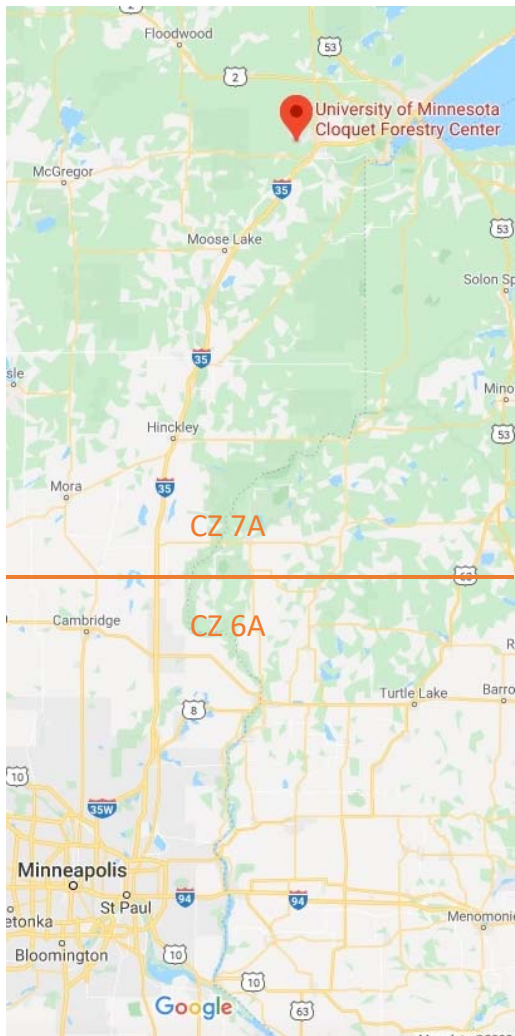 Floodwood
53
2
University of Minnesota
Cloquet Forestry Center
McGregor
35
53
Moose Lake
Solon Sp
35
sle
Mino
Hinckley
53
Mora
35
CZ 7A
63
CZ 6A
Cambridge
R
Turtle Lake
Barro
8
10
35W
Minneapolis
St Paul
94
94
etonka
Menomonie
Bloomington
10
10
Google
63